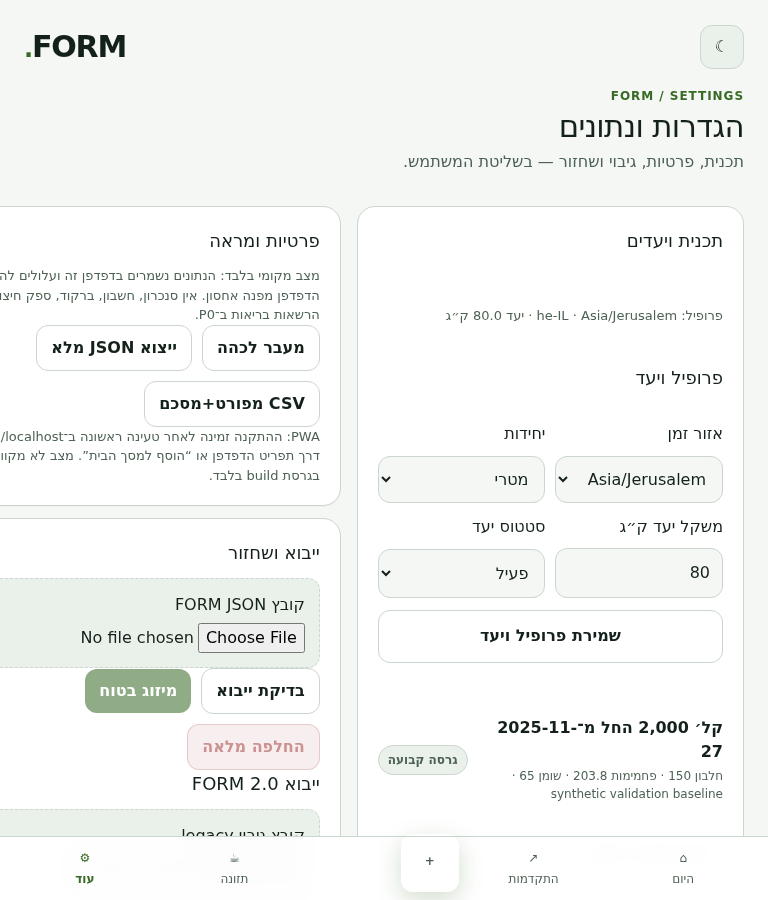 FORM.
FORM / SETTINGS
הגדרות ונתונים
תכנית, פרטיות, גיבוי ושחזור — בשליטת המשתמש.
תכנית ויעדים
פרופיל: he-IL · Asia/Jerusalem · יעד 80.0 ק״ג
פרופיל ויעד
אזור זמן
יחידות
Asia/Jerusalem
מטרי
משקל יעד ק״ג
סטטוס יעד
80
פעיל
שמירת פרופיל ויעד
קל׳ 2,000 החל מ־2025-11-
27
חלבון 150 · פחמימות 203.8 · שומן 65 ·
synthetic validation baseline
גרסה קבועה
פרטיות ומראה
מצב מקומי בלבד: הנתונים נשמרים בדפדפן זה ועלולים
הדפדפן מפנה אחסון. אין סנכרון, חשבון, ברקוד, ספק
הרשאות בריאות ב־P0.
מעבר לכהה
ייצוא JSON מלא
CSV מפורט+מסכם
PWA: ההתקנה זמינה לאחר טעינה ראשונה ב־localhost/
דרך תפריט הדפדפן או “הוסף למסך הבית”. מצב לא
בגרסת build בלבד.
ייבוא ושחזור
קובץ FORM JSON
Choose File No file chosen
בדיקת ייבוא
מיזוג בטוח
החלפה מלאה
ייבוא FORM 2.0
קובץ גיבוי legacy
היום
התקדמות
+
תזונה
עוד